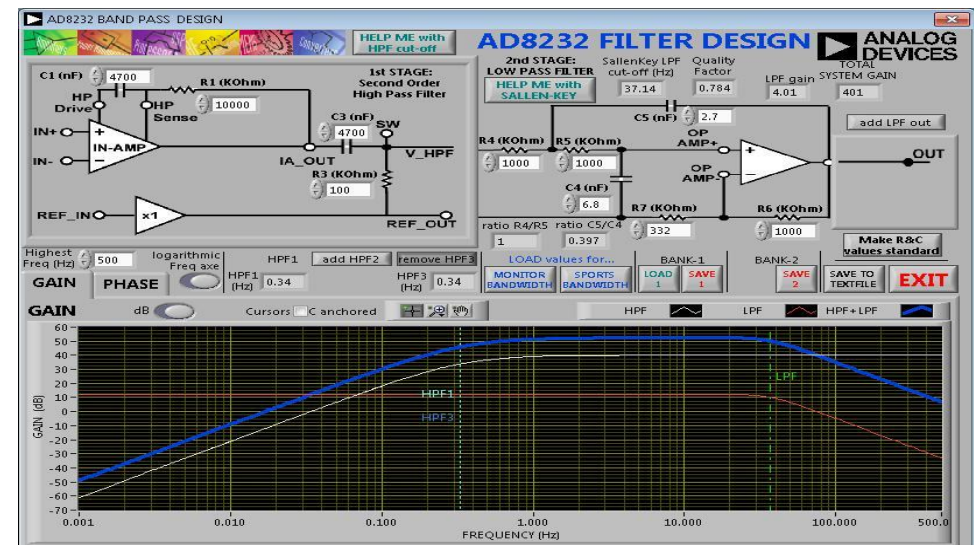 AD8232 BAND PASS DESIGN
HELP ME with
HPF cut-off
AD8232 FILTER DESIGN
ANALOG
DEVICES
C1 (nF)
4700
R1 (KOhm)
10000
1st STAGE:
Second Order
High Pass Filter
HP
Drive
HP
Sense
C3 (nF)
4700
SW
IN+
IN-
IN-AMP
IA_OUT
V_HPF
R3 (KOhm)
100
REF_IN
x1
REF_OUT
2nd STAGE:
LOW PASS FILTER
HELP ME with
SALLEN-KEY
SallenKey LPF
cut-off (Hz)
37.14
Quality
Factor
0.784
LPF gain
4.01
TOTAL
SYSTEM GAIN
401
C5 (nF)
2.7
add LPF out
R4 (KOhm)
1000
R5 (KOhm)
1000
OP
AMP+
OP
AMP-
OUT
C4 (nF)
6.8
R7 (KOhm)
332
R6 (KOhm)
1000
ratio R4/R5
1
ratio C5/C4
0.397
Make R&C
values standard
Highest
Freq (Hz)
500
logarithmic
Freq axe
HPF1
add HPF2
remove HPF3
HPF1
(Hz)
0.34
HPF3
(Hz)
0.34
LOAD values for...
MONITOR
BANDWIDTH
SPORTS
BANDWIDTH
BANK-1
LOAD
1
SAVE
1
BANK-2
SAVE
2
SAVE TO
TEXTFILE
EXIT
GAIN
PHASE
GAIN
dB
Cursors
C anchored
HPF
LPF
HPF+LPF
GAIN (dB)
60
50
40
30
20
10
0
-10
-20
-30
-40
-50
-60
-70
HPF1
HPF3
LPF
0.001
0.010
0.100
1.000
10.000
100.000
500.0
FREQUENCY (Hz)